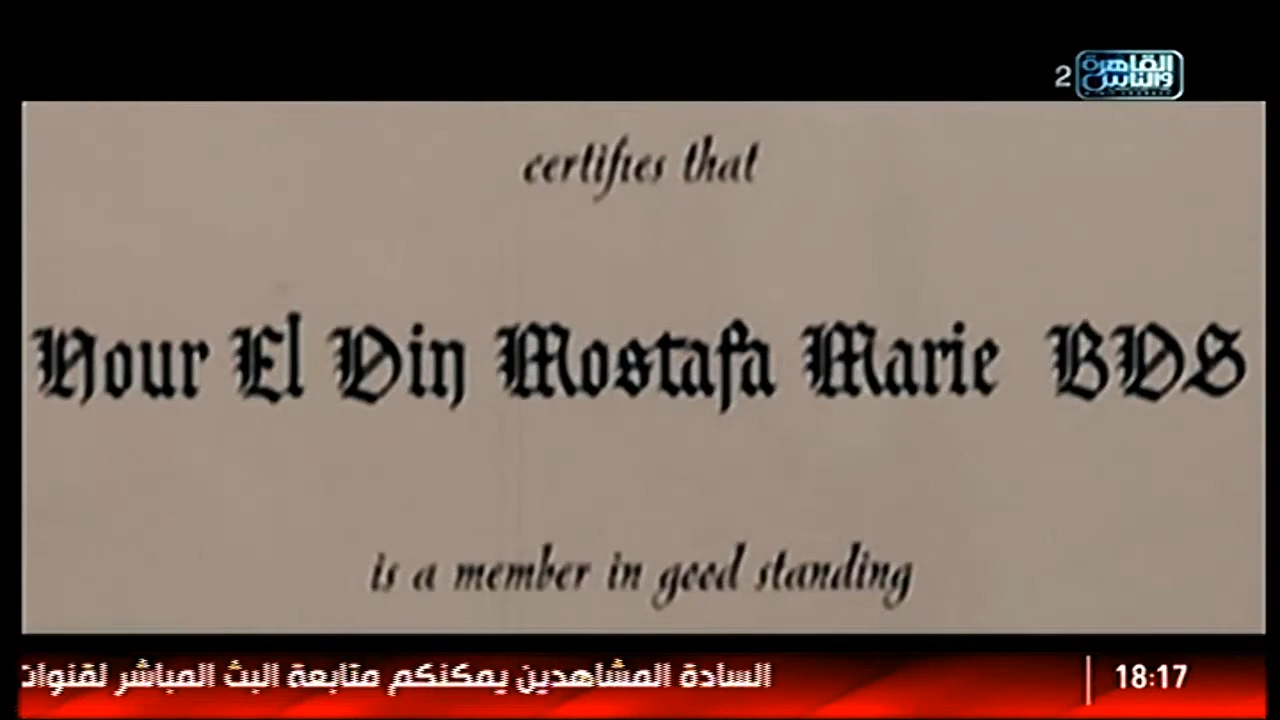 القاهرة
والناس
2
certifies that
Nour El Din Mostafa Marie BDS
is a member in good standing
السادة المشاهدين يمكنكم متابعة البث المباشر لقنوات
18:17